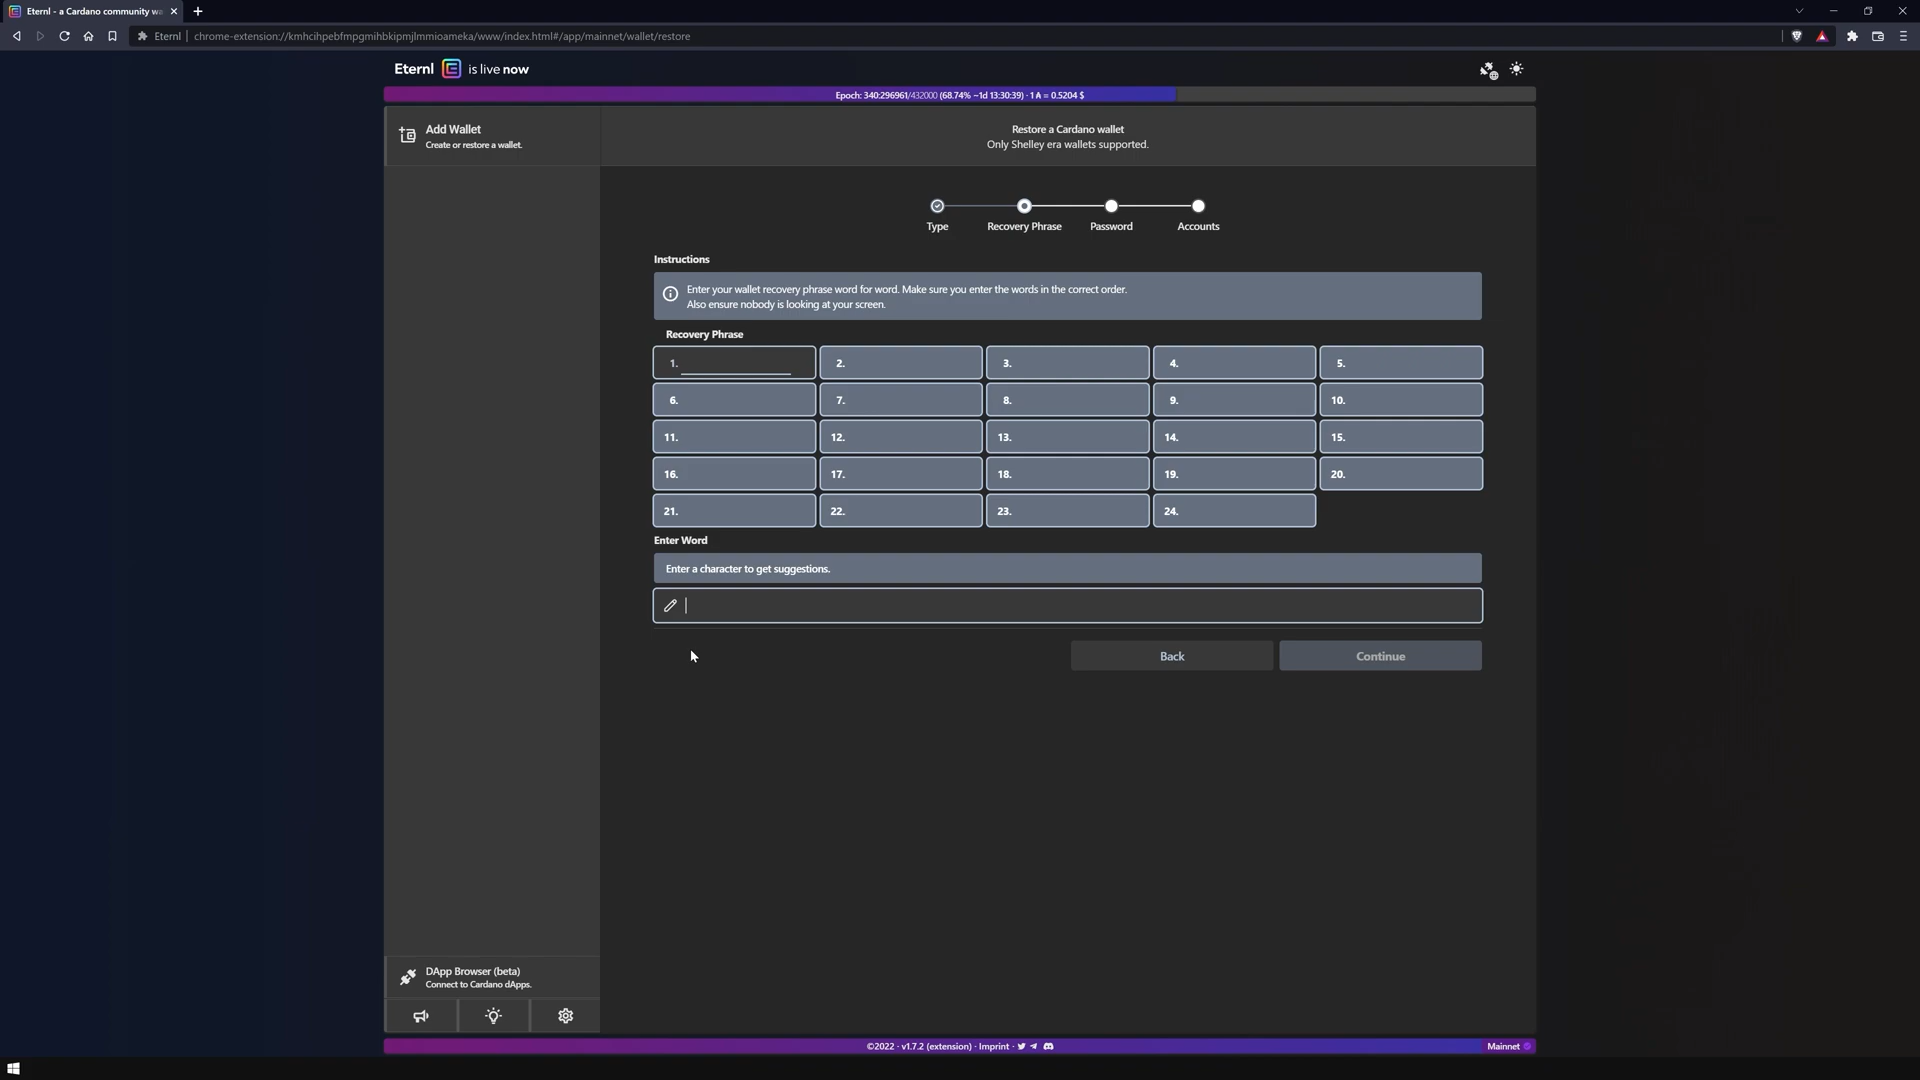 Eternl - a Cardano community wa
Eternl
chrome-extension://kmhcihpebfmpgmihbkipmjlmmioameka/www/index.html#/app/mainnet/wallet/restore
Eternl is live now
Epoch: 340:296961/432000 (68.74% ~1d 13:30:39) · 1 ₳ = 0.5204 $
Add Wallet
Create or restore a wallet.
Restore a Cardano wallet
Only Shelley era wallets supported.
Type
Recovery Phrase
Password
Accounts
Instructions
Enter your wallet recovery phrase word for word. Make sure you enter the words in the correct order.
Also ensure nobody is looking at your screen.
Recovery Phrase
1. 2. 3. 4. 5.
6. 7. 8. 9. 10.
11. 12. 13. 14. 15.
16. 17. 18. 19. 20.
21. 22. 23. 24.
Enter Word
Enter a character to get suggestions.
Back
Continue
DApp Browser (beta)
Connect to Cardano dApps.
©2022 · v1.7.2 (extension) · Imprint ·
Mainnet